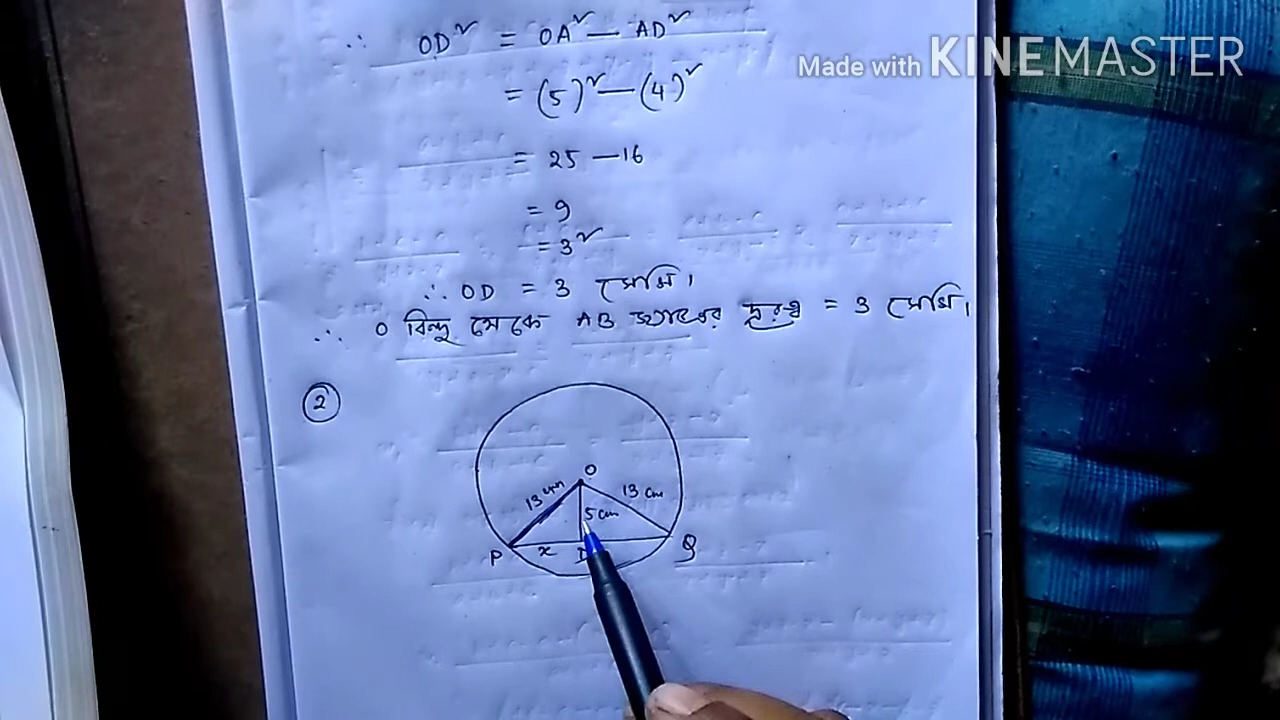 Made with KINEMASTER
∴ OD² = OA² — AD²
= (5)² — (4)²
= 25 — 16
= 9
= 3²
∴ OD = 3 সেমি।
∴ O বিন্দু থেকে AB জ্যা এর দূরত্ব = 3 সেমি।
2
O
13 cm
13 cm
5 cm
P
x
D
Q